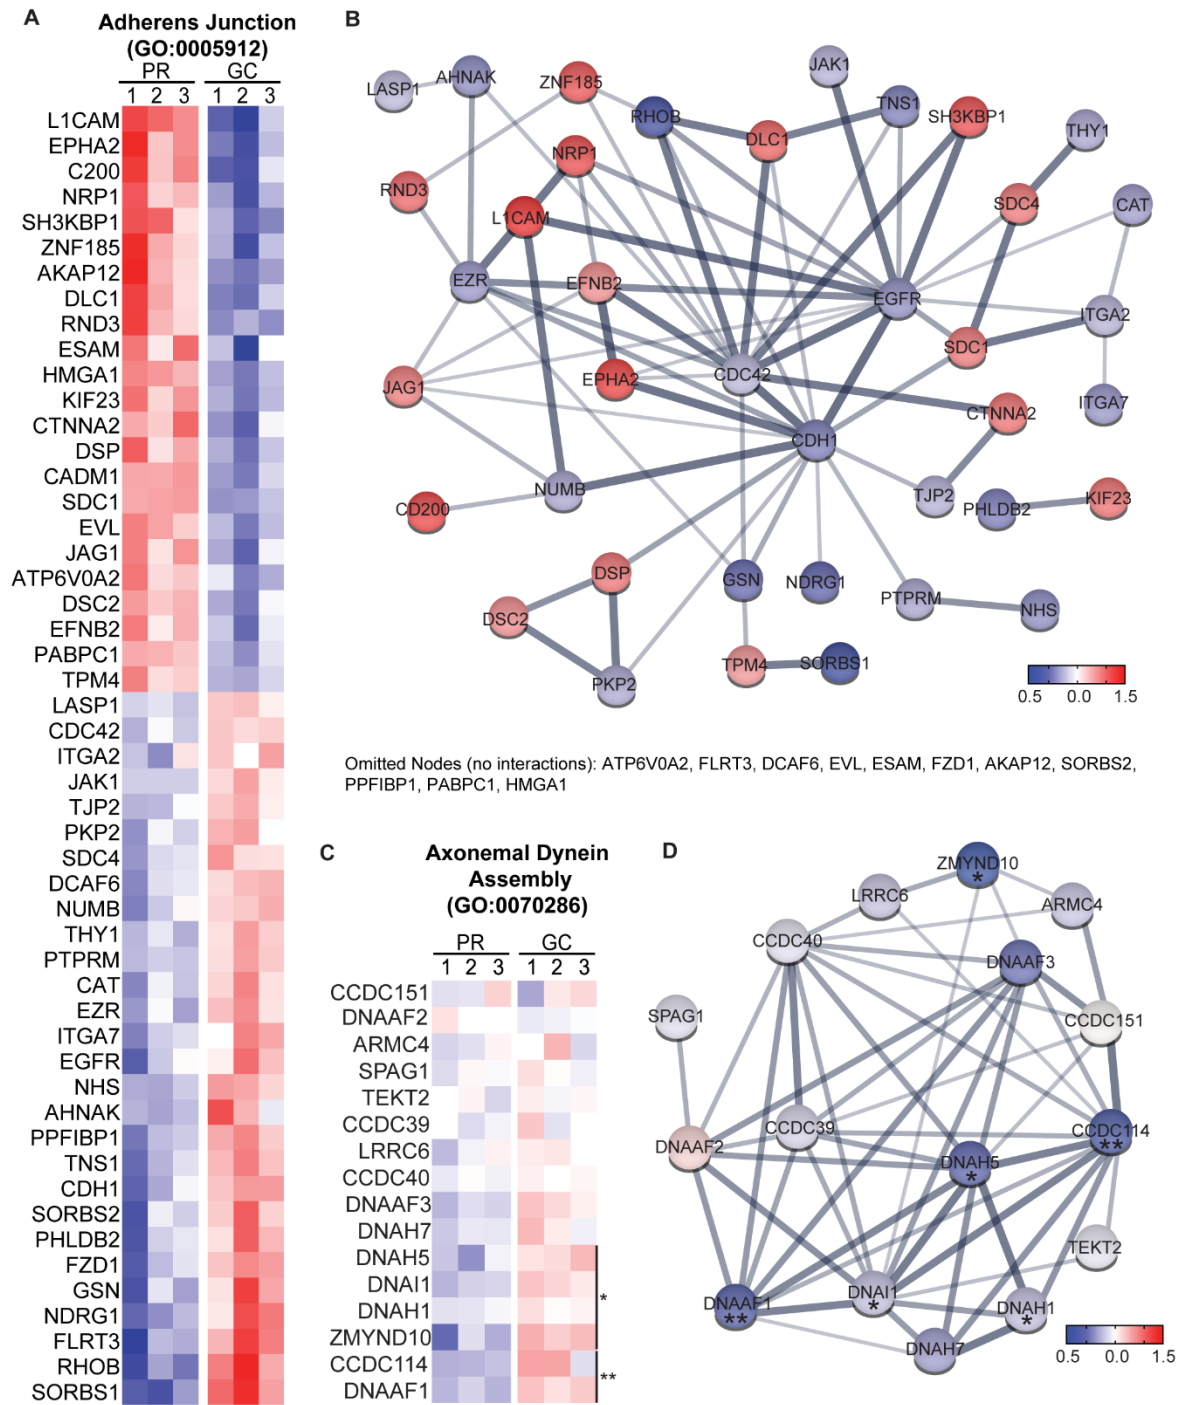 A
Adherens Junction
(GO:0005912)
PR GC
1 2 3 1 2 3
L1CAM
EPHA2
C200
NRP1
SH3KBP1
ZNF185
AKAP12
DLC1
RND3
ESAM
HMGA1
KIF23
CTNNA2
DSP
CADM1
SDC1
EVL
JAG1
ATP6V0A2
DSC2
EFNB2
PABPC1
TPM4
LASP1
CDC42
ITGA2
JAK1
TJP2
PKP2
SDC4
DCAF6
NUMB
THY1
PTPRM
CAT
EZR
ITGA7
EGFR
NHS
AHNAK
PPFIBP1
TNS1
CDH1
SORBS2
PHLDB2
FZD1
GSN
NDRG1
FLRT3
RHOB
SORBS1
B
LASP1
AHNAK
ZNF185
JAK1
RHOB
TNS1
SH3KBP1
DLC1
THY1
NRP1
RND3
L1CAM
SDC4
CAT
EZR
EFNB2
EGFR
ITGA2
SDC1
JAG1
EPHA2
CDC42
CTNNA2
ITGA7
CDH1
CD200
NUMB
TJP2
PHLDB2
KIF23
DSP
GSN
NDRG1
PTPRM
NHS
DSC2
PKP2
TPM4
SORBS1
0.5 0.0 1.5
Omitted Nodes (no interactions): ATP6V0A2, FLRT3, DCAF6, EVL, ESAM, FZD1, AKAP12, SORBS2,
PPFIBP1, PABPC1, HMGA1
C
Axonemal Dynein
Assembly
(GO:0070286)
PR GC
1 2 3 1 2 3
CCDC151
DNAAF2
ARMC4
SPAG1
TEKT2
CCDC39
LRRC6
CCDC40
DNAAF3
DNAH7
DNAH5
DNAI1
DNAH1
ZMYND10
CCDC114
DNAAF1
*
**
D
ZMYND10
*
LRRC6
ARMC4
CCDC40
DNAAF3
SPAG1
CCDC151
CCDC39
DNAAF2
CCDC114
**
DNAH5
*
TEKT2
DNAAF1
**
DNAI1
*
DNAH1
*
DNAH7
0.5 0.0 1.5